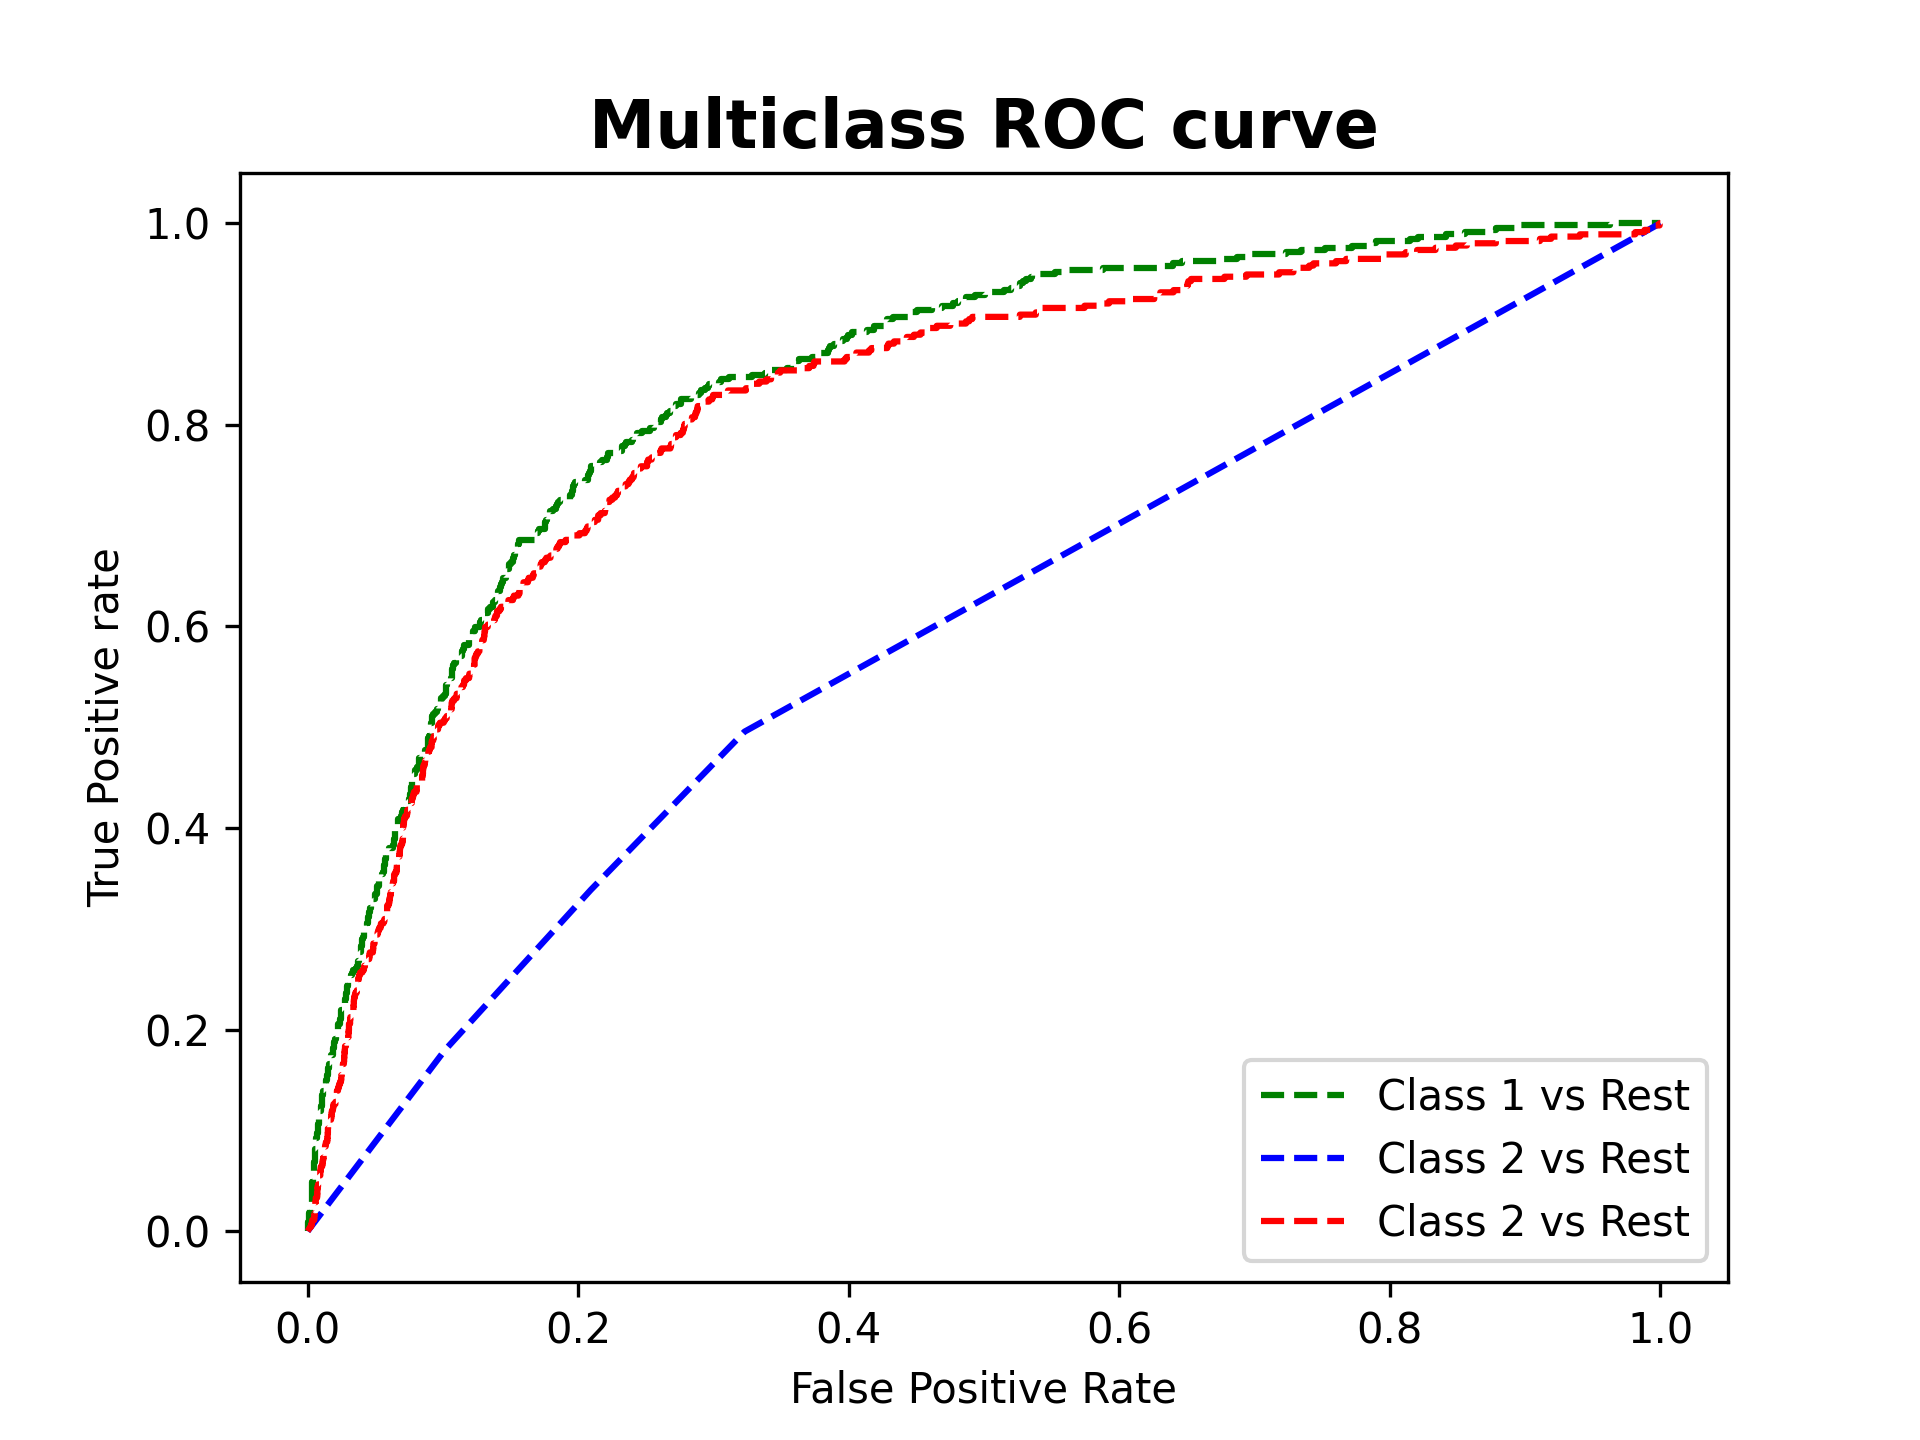 Multiclass ROC curve
True Positive rate
1.0
0.8
0.6
0.4
0.2
0.0
Class 1 vs Rest
Class 2 vs Rest
Class 2 vs Rest
0.0 0.2 0.4 0.6 0.8 1.0
False Positive Rate